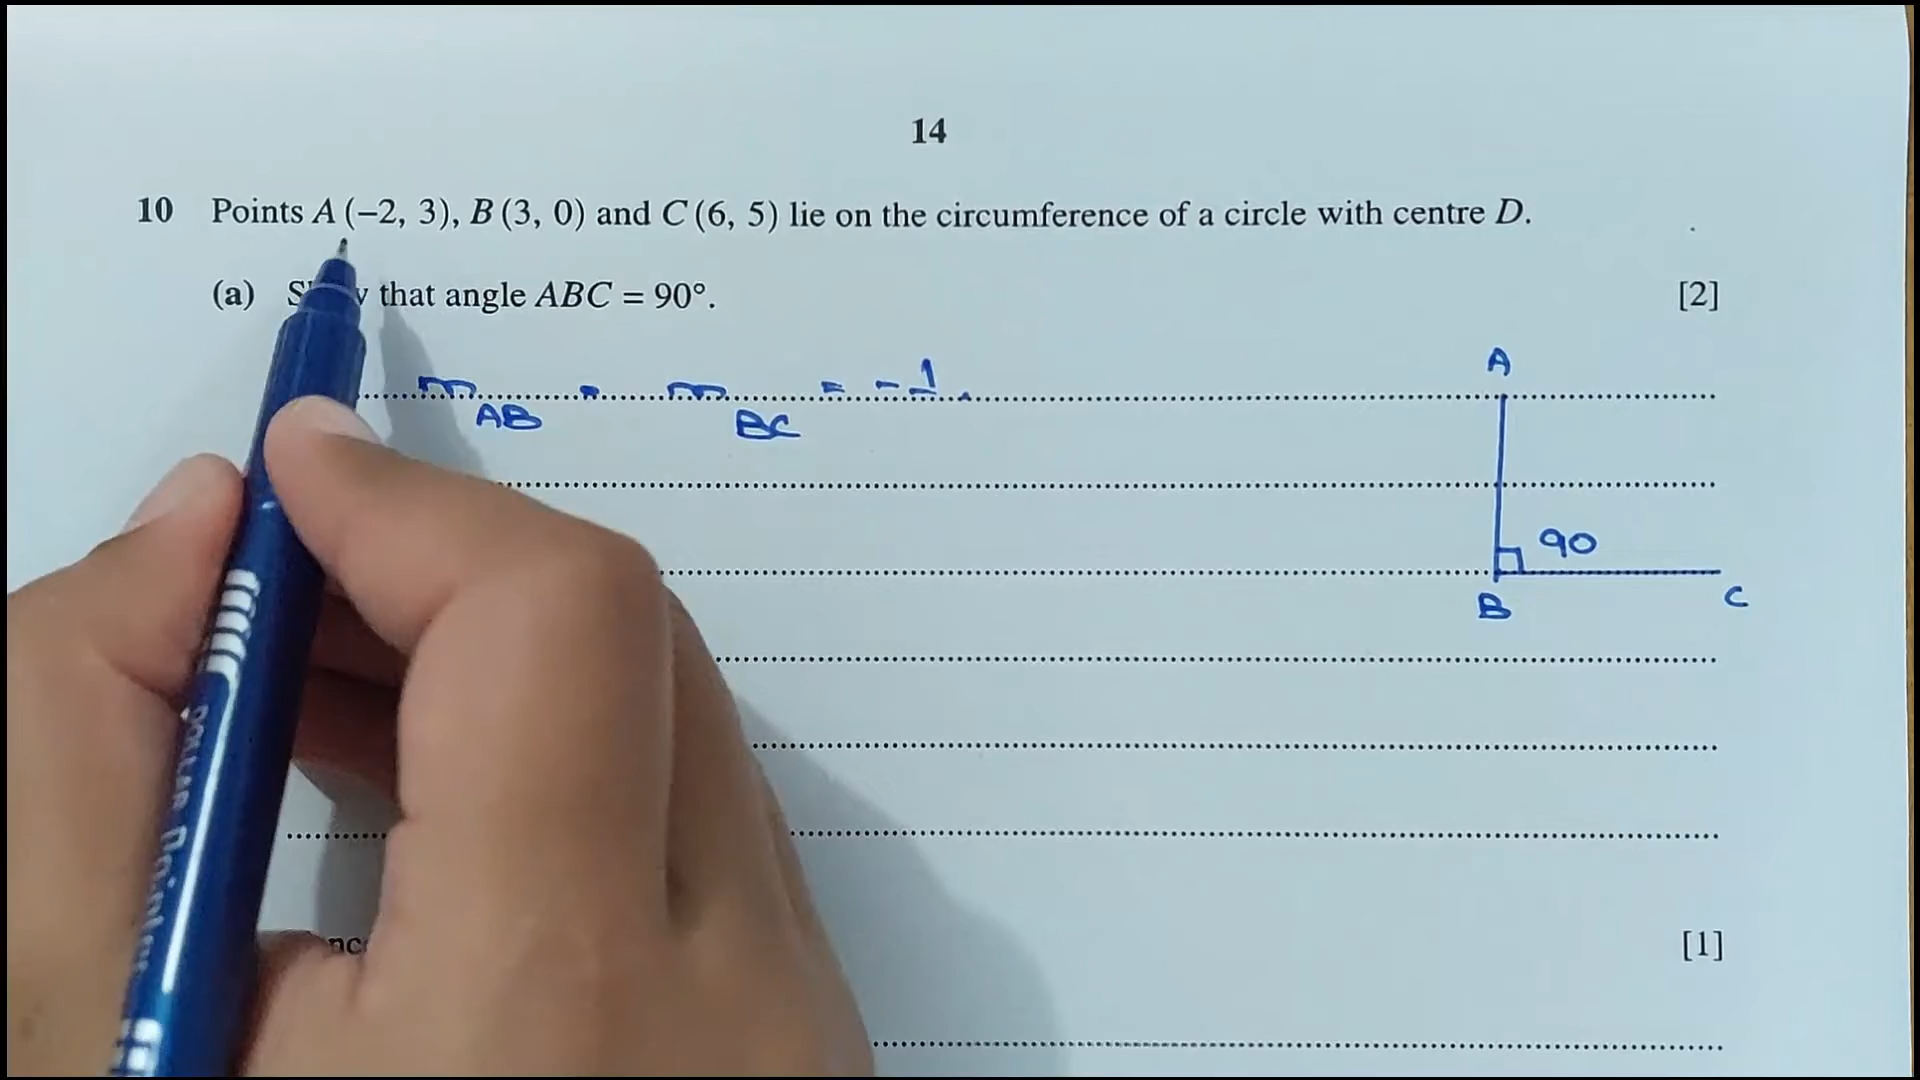 14
10 Points A (−2, 3), B (3, 0) and C (6, 5) lie on the circumference of a circle with centre D.
(a) that angle ABC = 90°. [2]
m AB . m BC = -1.
A
90
B
C
[1]